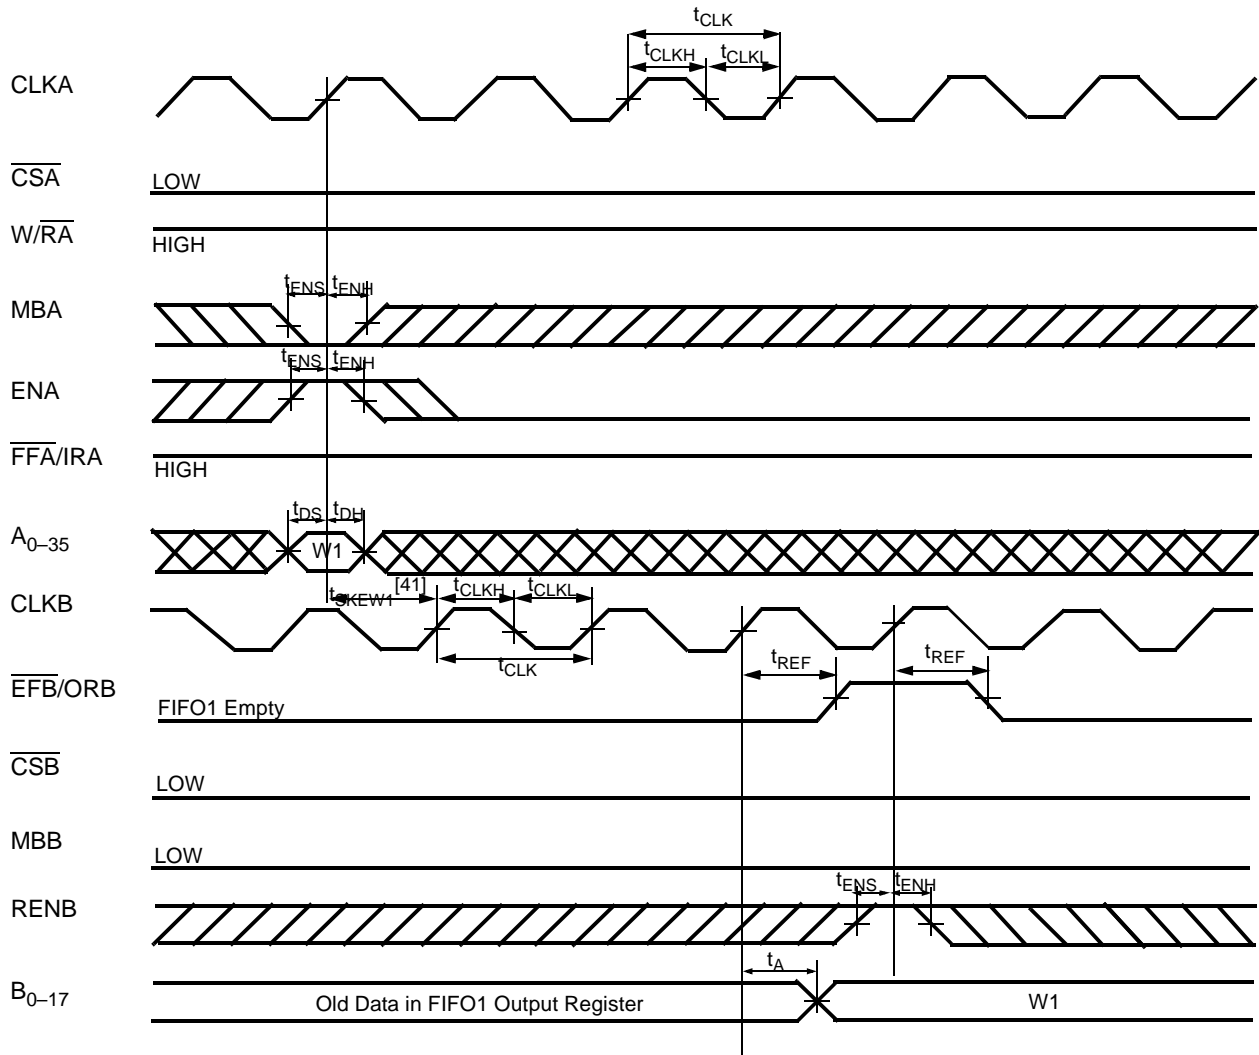 tCLK
tCLKH tCLKL
CLKA
CSA LOW
W/RA HIGH
tENS tENH
MBA
tENS tENH
ENA
FFA/IRA HIGH
tDS tDH
A0–35 W1
tSKEW1 [41] tCLKH tCLKL
CLKB
tCLK tREF tREF
EFB/ORB FIFO1 Empty
CSB LOW
MBB LOW
tENS tENH
RENB
tA
B0–17 Old Data in FIFO1 Output Register W1